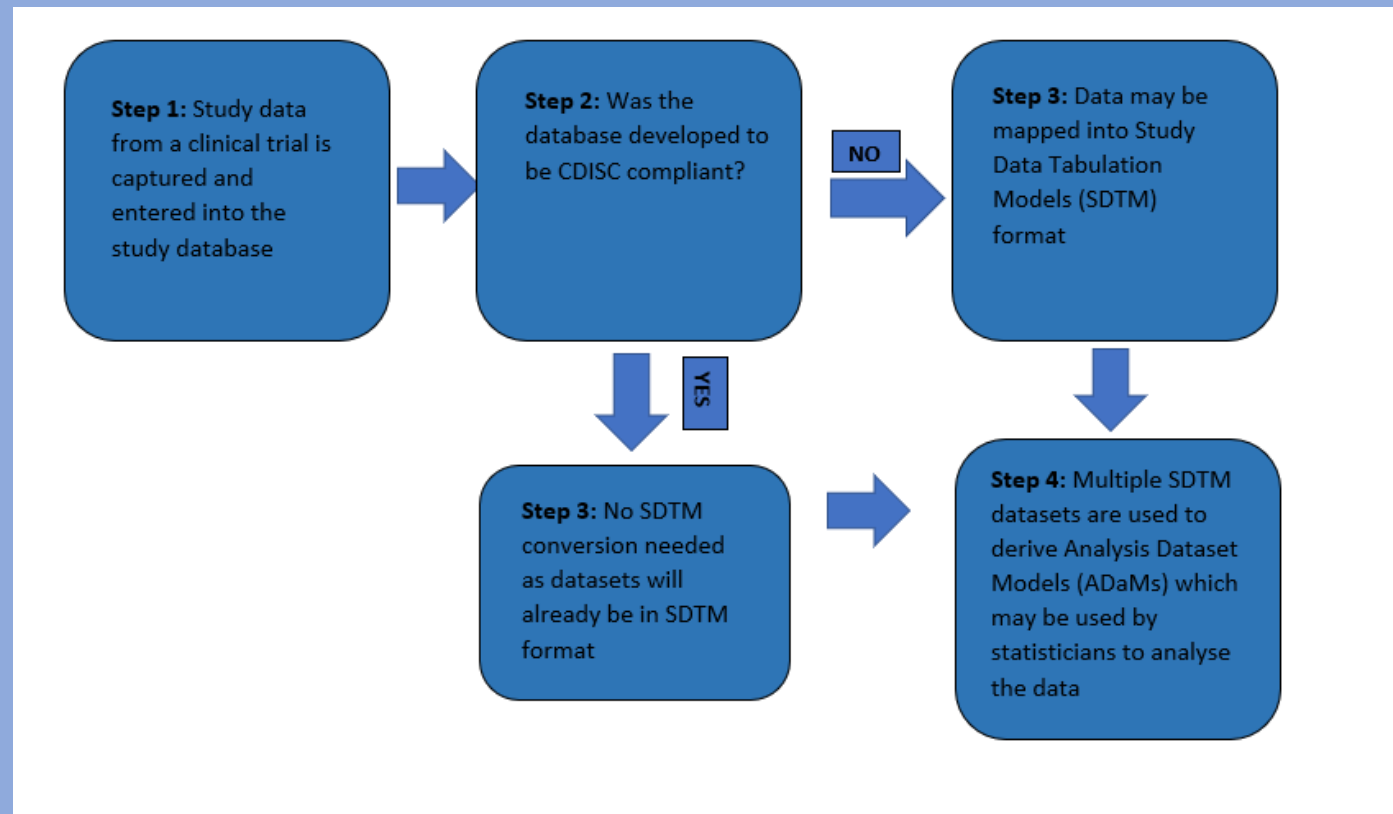 Step 1: Study data
from a clinical trial is
captured and
entered into the
study database
Step 2: Was the
database developed to
be CDISC compliant?
NO
Step 3: Data may be
mapped into Study
Data Tabulation
Models (SDTM)
format
YES
Step 3: No SDTM
conversion needed
as datasets will
already be in SDTM
format
Step 4: Multiple SDTM
datasets are used to
derive Analysis Dataset
Models (ADaMs) which
may be used by
statisticians to analyse
the data